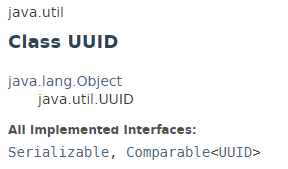 java.util
Class UUID
java.lang.Object
java.util.UUID
All Implemented Interfaces:
Serializable, Comparable<UUID>